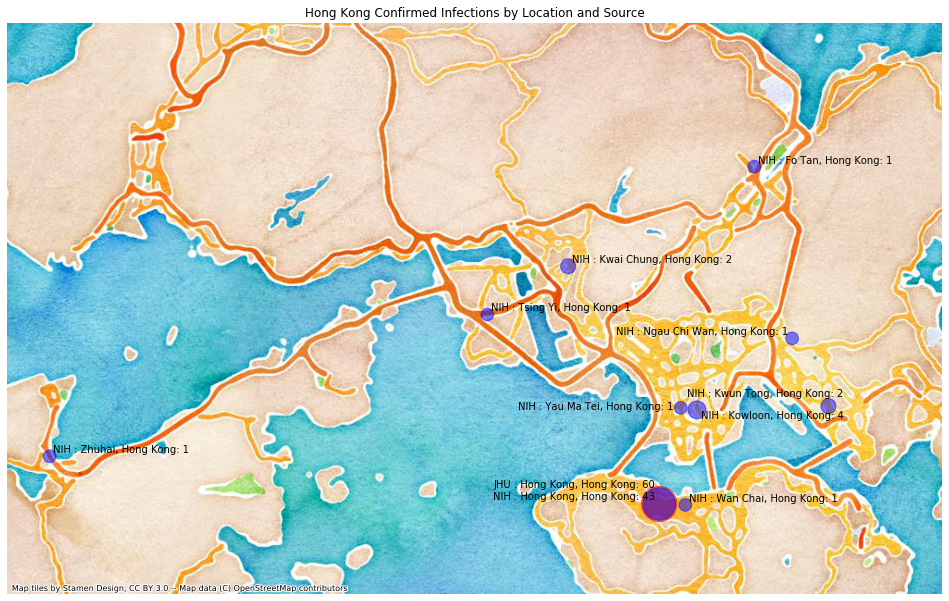 Hong Kong Confirmed Infections by Location and Source
NIH : Fo Tan, Hong Kong: 1
NIH : Kwai Chung, Hong Kong: 2
NIH : Tsing Yi, Hong Kong: 1
NIH : Ngau Chi Wan, Hong Kong: 1
NIH : Kwun Tong, Hong Kong: 2
NIH : Yau Ma Tei, Hong Kong: 1
NIH : Kowloon, Hong Kong: 4
NIH : Zhuhai, Hong Kong: 1
JHU : Hong Kong, Hong Kong: 60
NIH : Hong Kong, Hong Kong: 43
NIH : Wan Chai, Hong Kong: 1
Map tiles by Stamen Design, CC BY 3.0 -- Map data (C) OpenStreetMap contributors